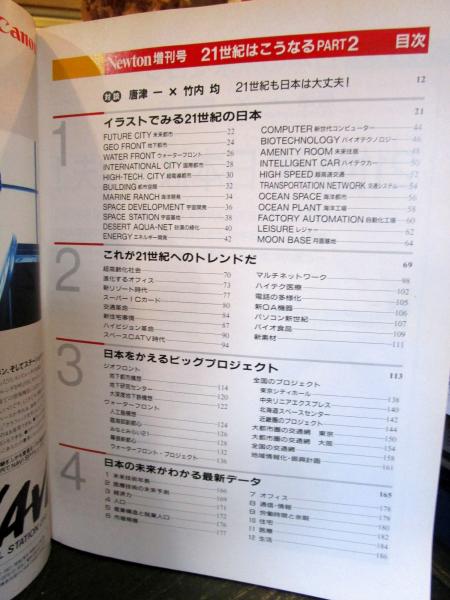 Canon
Newton 増刊号 21世紀はこうなる PART2 目次
対談 唐津 一 × 竹内 均 21世紀も日本は大丈夫! 12
1 イラストでみる21世紀の日本 21
FUTURE CITY 未来都市 22
GEO FRONT 地下都市 24
WATER FRONT ウォーターフロント 26
INTERNATIONAL CITY 国際都市 28
HIGH-TECH. CITY 超電導都市 30
BUILDING 都市空間 32
MARINE RANCH 海洋開発 34
SPACE DEVELOPMENT 宇宙開発 36
SPACE STATION 宇宙基地 38
DESERT AQUA-NET 砂漠の緑化 40
ENERGY エネルギー開発 42
COMPUTER 新世代コンピューター 44
BIOTECHNOLOGY バイオテクノロジー 46
AMENITY ROOM 未来住居 48
INTELLIGENT CAR ハイテクカー 50
HIGH SPEED 超高速交通 52
TRANSPORTATION NETWORK 交通システム 54
OCEAN SPACE 海洋都市 56
OCEAN PLANT 海洋工場 58
FACTORY AUTOMATION 自動化工場 60
LEISURE レジャー 62
MOON BASE 月面基地 64
2 これが21世紀へのトレンドだ 69
超高齢化社会 70
進化するオフィス 73
新リゾート時代 77
スーパーICカード 80
交通革命 84
新住宅事情 87
ハイビジョン革命 90
スペースCATV時代 94
マルチネットワーク 98
ハイテク医療 102
電話の多様化 105
新OA機器 106
パソコン新世紀 107
バイオ食品 109
新素材 111
3 日本をかえるビッグプロジェクト 113
ジオフロント
地下都市構想 114
地下研究センター 120
大深度地下鉄構想 122
ウォーターフロント
人工島構想 124
臨海部副都心 126
みなとみらい21 128
幕張新都心 132
ウォーターフロント・プロジェクト 136
全国のプロジェクト
東京シティホール 138
中央リニアエクスプレス 140
北海道スペースセンター 142
近畿圏のプロジェクト 144
大都市圏の交通網 東京 150
大都市圏の交通網 大阪 154
全国の交通網 158
地域情報化・振興計画 161
4 日本の未来がわかる最新データ 165
1 未来技術年表 166
2 医療技術の未来予測 168
3 経済力 169
4 人口 171
5 産業構造と就業人口 172
6 市場規模 176
7 オフィス 178
8 通信・情報 178
9 労働時間と余暇 180
10 住宅 182
11 医療 184
12 生活 186